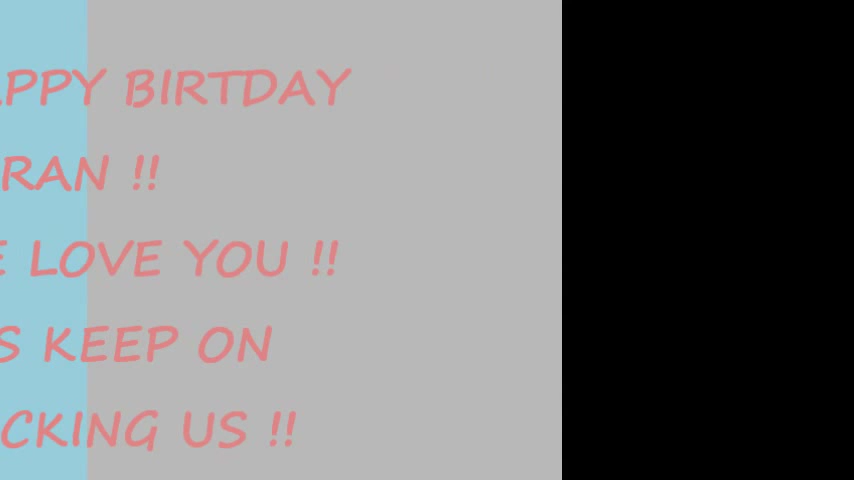 APPY BIRTDAY
RAN !!
E LOVE YOU !!
S KEEP ON
CKING US !!